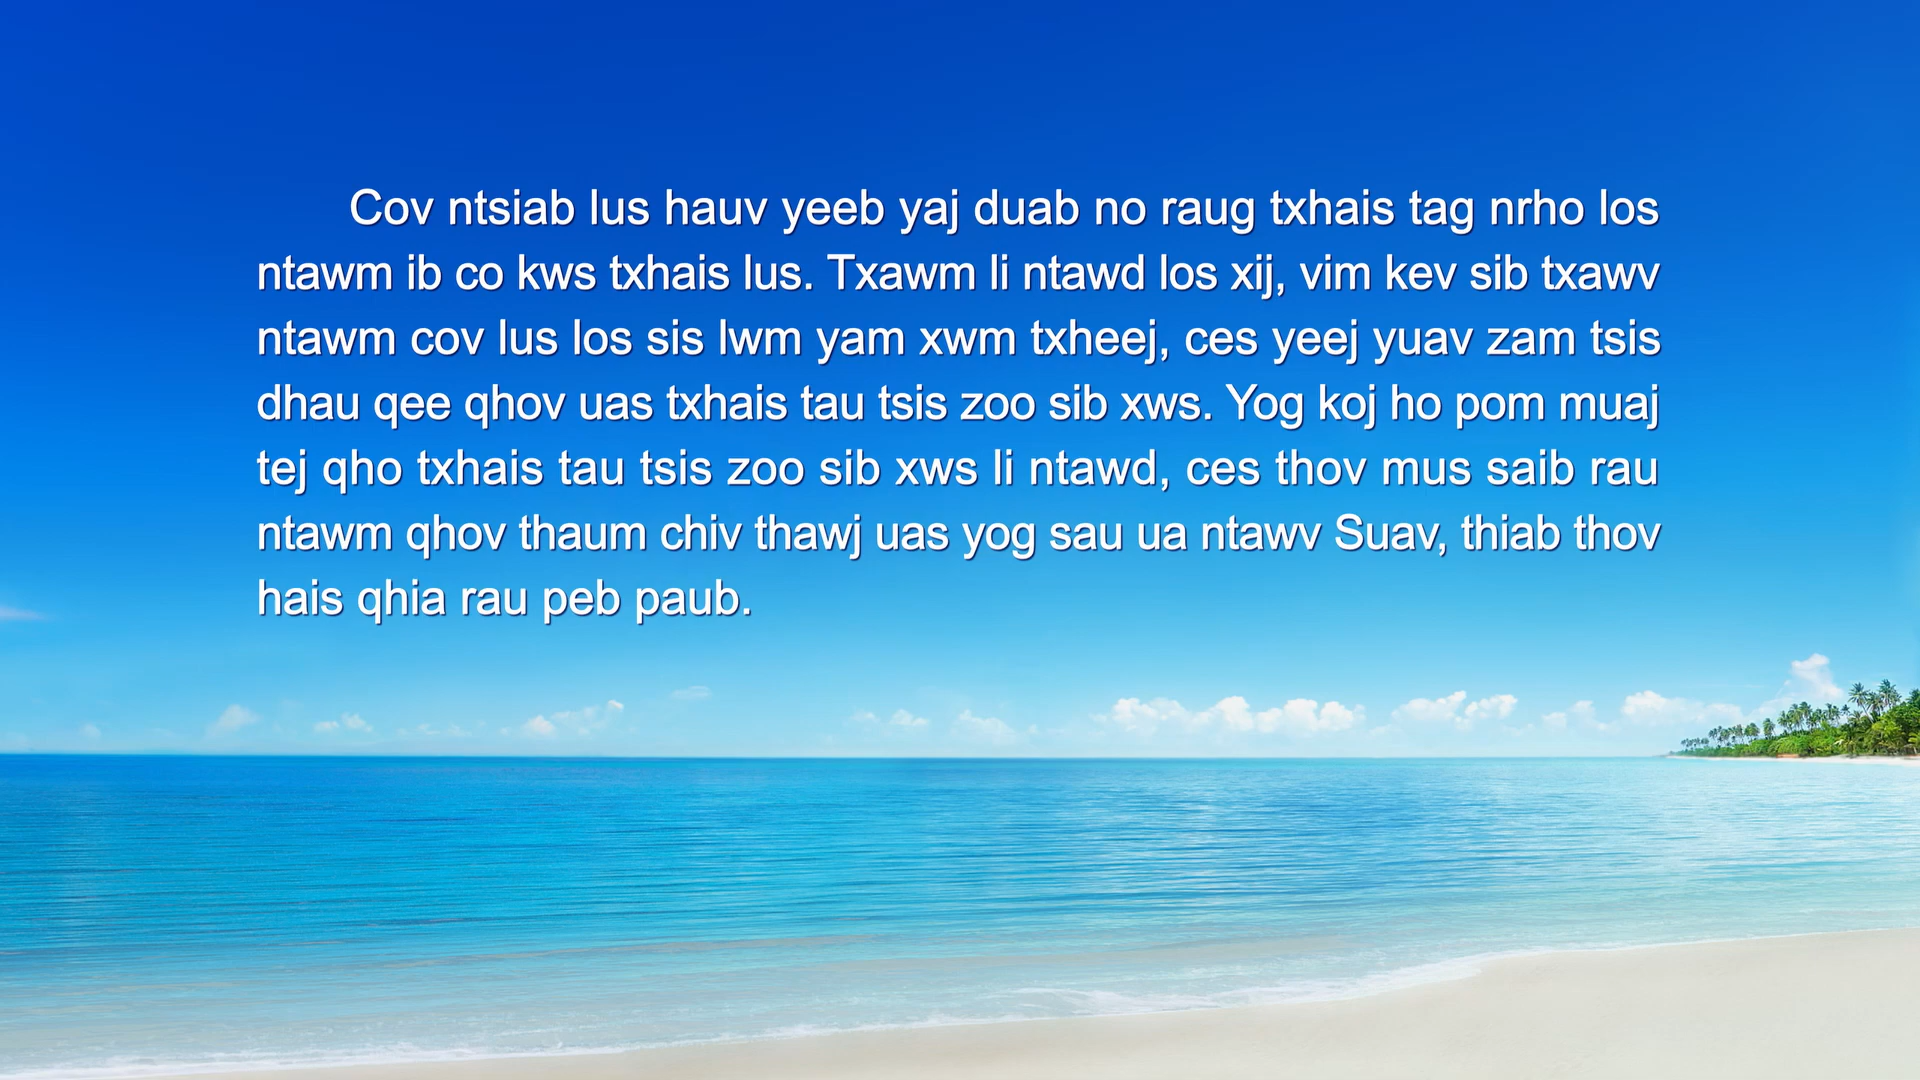 Cov ntsiab lus hauv yeeb yaj duab no raug txhais tag nrho los
ntawm ib co kws txhais lus. Txawm li ntawd los xij, vim kev sib txawv
ntawm cov lus los sis lwm yam xwm txheej, ces yeej yuav zam tsis
dhau qee qhov uas txhais tau tsis zoo sib xws. Yog koj ho pom muaj
tej qho txhais tau tsis zoo sib xws li ntawd, ces thov mus saib rau
ntawm qhov thaum chiv thawj uas yog sau ua ntawv Suav, thiab thov
hais qhia rau peb paub.